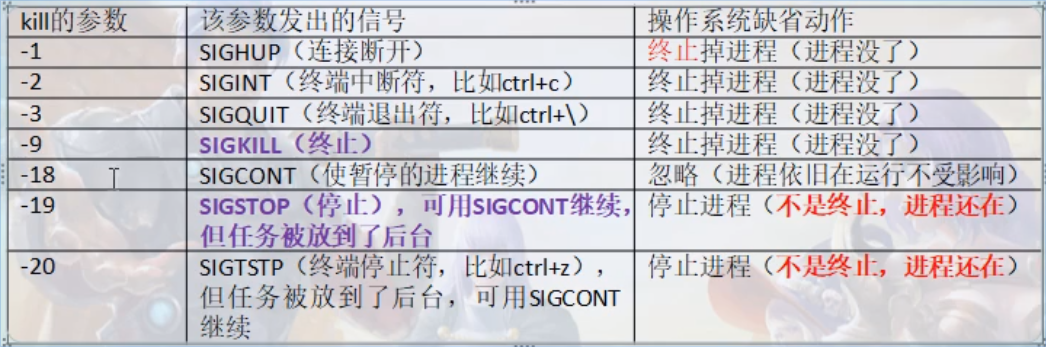 kill的参数 该参数发出的信号 操作系统缺省动作
-1 SIGHUP（连接断开） 终止掉进程（进程没了）
-2 SIGINT（终端中断符，比如ctrl+c） 终止掉进程（进程没了）
-3 SIGQUIT（终端退出符，比如ctrl+\） 终止掉进程（进程没了）
-9 SIGKILL（终止） 终止掉进程（进程没了）
-18 SIGCONT（使暂停的进程继续） 忽略（进程依旧在运行不受影响）
-19 SIGSTOP（停止），可用SIGCONT继续， 停止进程（不是终止，进程还在）
但任务被放到了后台
-20 SIGTSTP（终端停止符，比如ctrl+z）， 停止进程（不是终止，进程还在）
但任务被放到了后台，可用SIGCONT
继续